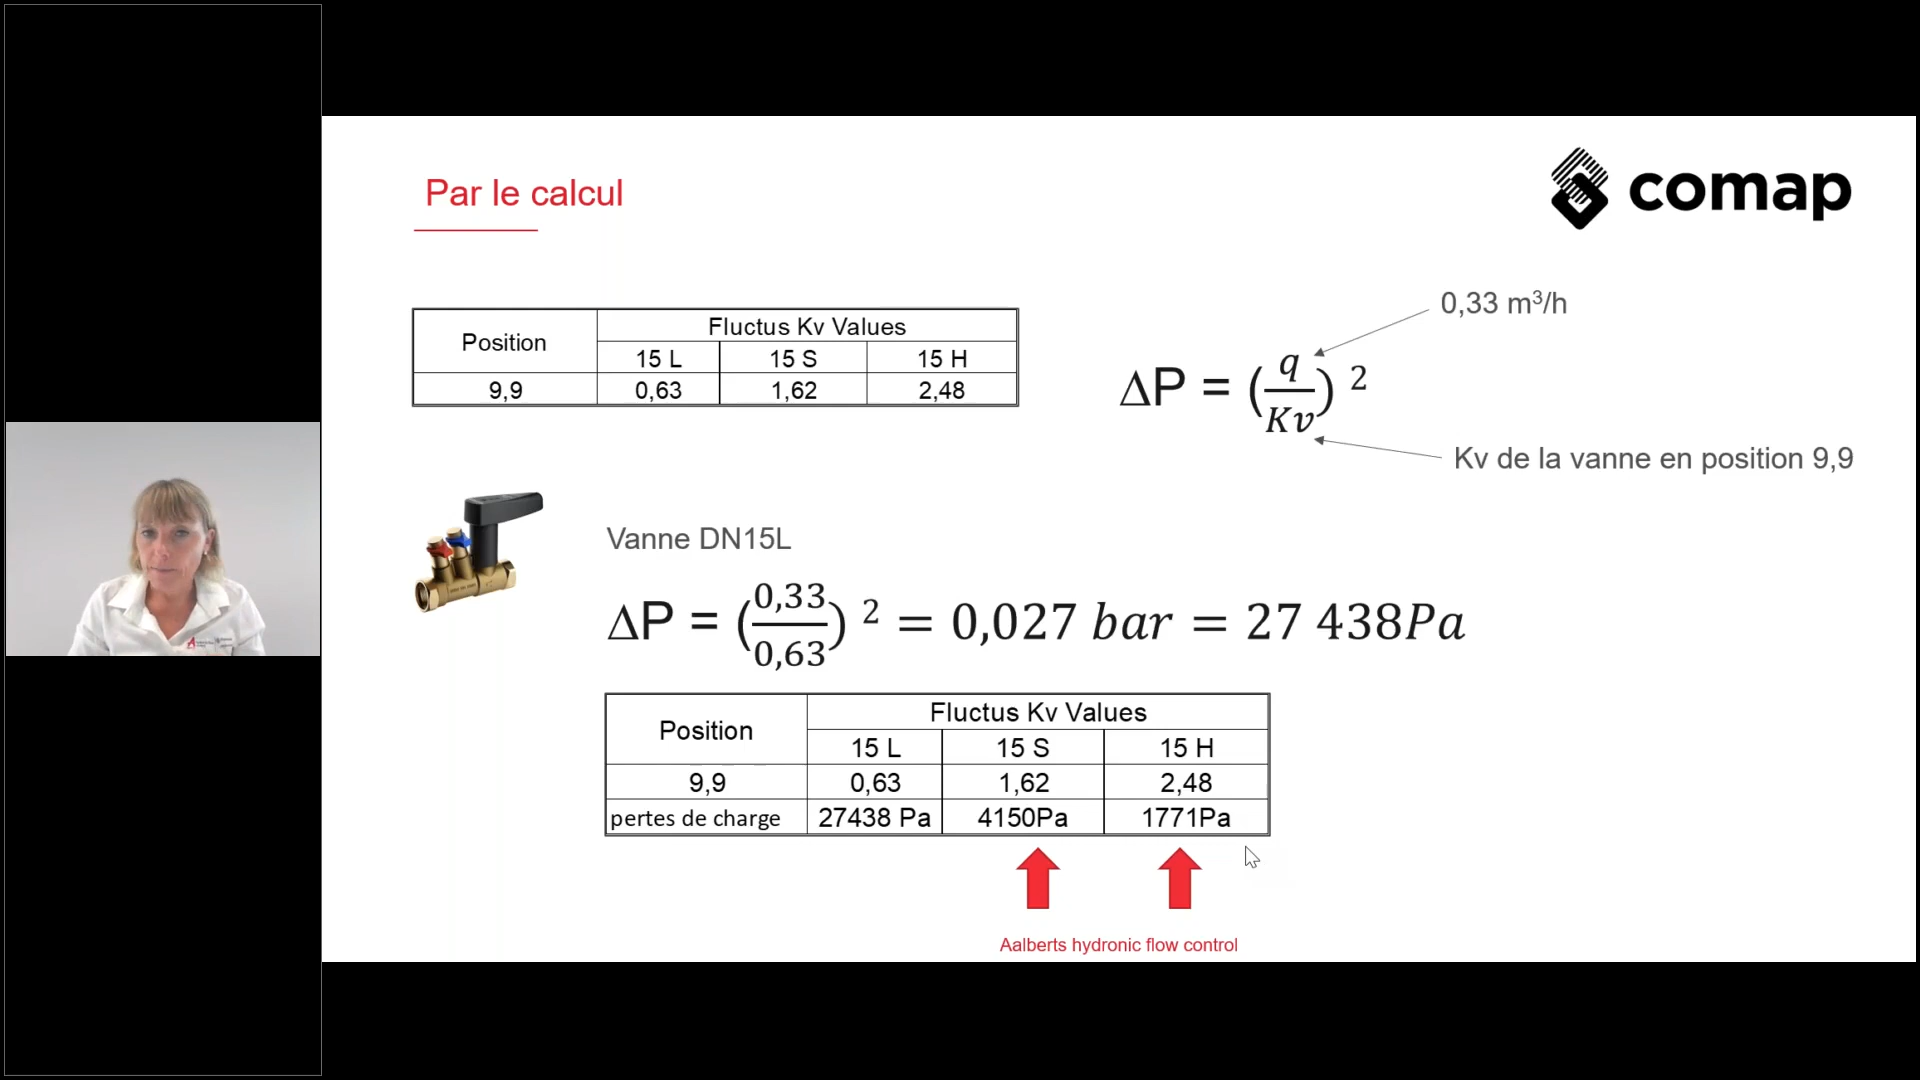 Par le calcul
comap
Position
Fluctus Kv Values
15 L 15 S 15 H
9,9 0,63 1,62 2,48
0,33 m³/h
ΔP = (q/Kv) ²
Kv de la vanne en position 9,9
Vanne DN15L
ΔP = (0,33/0,63) ² = 0,027 bar = 27 438Pa
Position
Fluctus Kv Values
15 L 15 S 15 H
9,9 0,63 1,62 2,48
pertes de charge 27438 Pa 4150Pa 1771Pa
Aalberts hydronic flow control